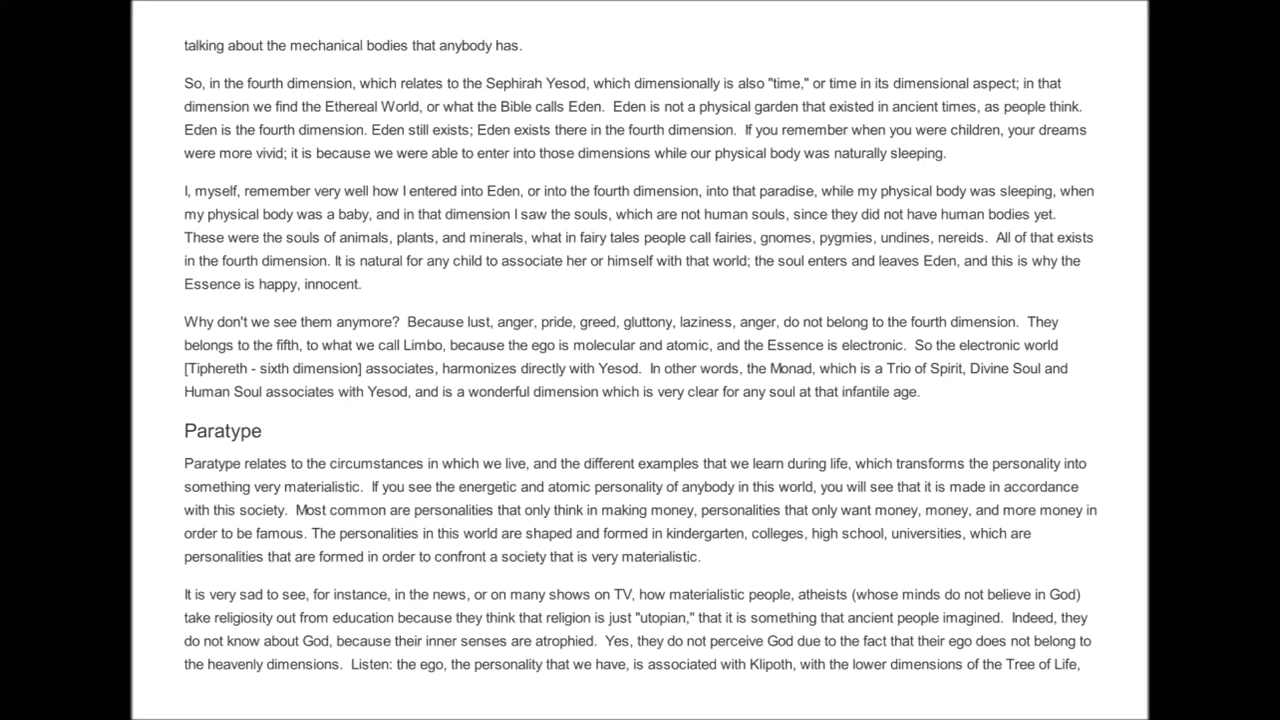 talking about the mechanical bodies that anybody has.
So, in the fourth dimension, which relates to the Sephirah Yesod, which dimensionally is also "time," or time in its dimensional aspect; in that
dimension we find the Ethereal World, or what the Bible calls Eden.  Eden is not a physical garden that existed in ancient times, as people think.
Eden is the fourth dimension. Eden still exists; Eden exists there in the fourth dimension.  If you remember when you were children, your dreams
were more vivid; it is because we were able to enter into those dimensions while our physical body was naturally sleeping.
I, myself, remember very well how I entered into Eden, or into the fourth dimension, into that paradise, while my physical body was sleeping, when
my physical body was a baby, and in that dimension I saw the souls, which are not human souls, since they did not have human bodies yet.
These were the souls of animals, plants, and minerals, what in fairy tales people call fairies, gnomes, pygmies, undines, nereids.  All of that exists
in the fourth dimension. It is natural for any child to associate her or himself with that world; the soul enters and leaves Eden, and this is why the
Essence is happy, innocent.
Why don't we see them anymore?  Because lust, anger, pride, greed, gluttony, laziness, anger, do not belong to the fourth dimension.  They
belongs to the fifth, to what we call Limbo, because the ego is molecular and atomic, and the Essence is electronic.  So the electronic world
[Tiphereth - sixth dimension] associates, harmonizes directly with Yesod.  In other words, the Monad, which is a Trio of Spirit, Divine Soul and
Human Soul associates with Yesod, and is a wonderful dimension which is very clear for any soul at that infantile age.
Paratype
Paratype relates to the circumstances in which we live, and the different examples that we learn during life, which transforms the personality into
something very materialistic.  If you see the energetic and atomic personality of anybody in this world, you will see that it is made in accordance
with this society.  Most common are personalities that only think in making money, personalities that only want money, money, and more money in
order to be famous. The personalities in this world are shaped and formed in kindergarten, colleges, high school, universities, which are
personalities that are formed in order to confront a society that is very materialistic.
It is very sad to see, for instance, in the news, or on many shows on TV, how materialistic people, atheists (whose minds do not believe in God)
take religiosity out from education because they think that religion is just "utopian," that it is something that ancient people imagined.  Indeed, they
do not know about God, because their inner senses are atrophied.  Yes, they do not perceive God due to the fact that their ego does not belong to
the heavenly dimensions.  Listen: the ego, the personality that we have, is associated with Klipoth, with the lower dimensions of the Tree of Life,